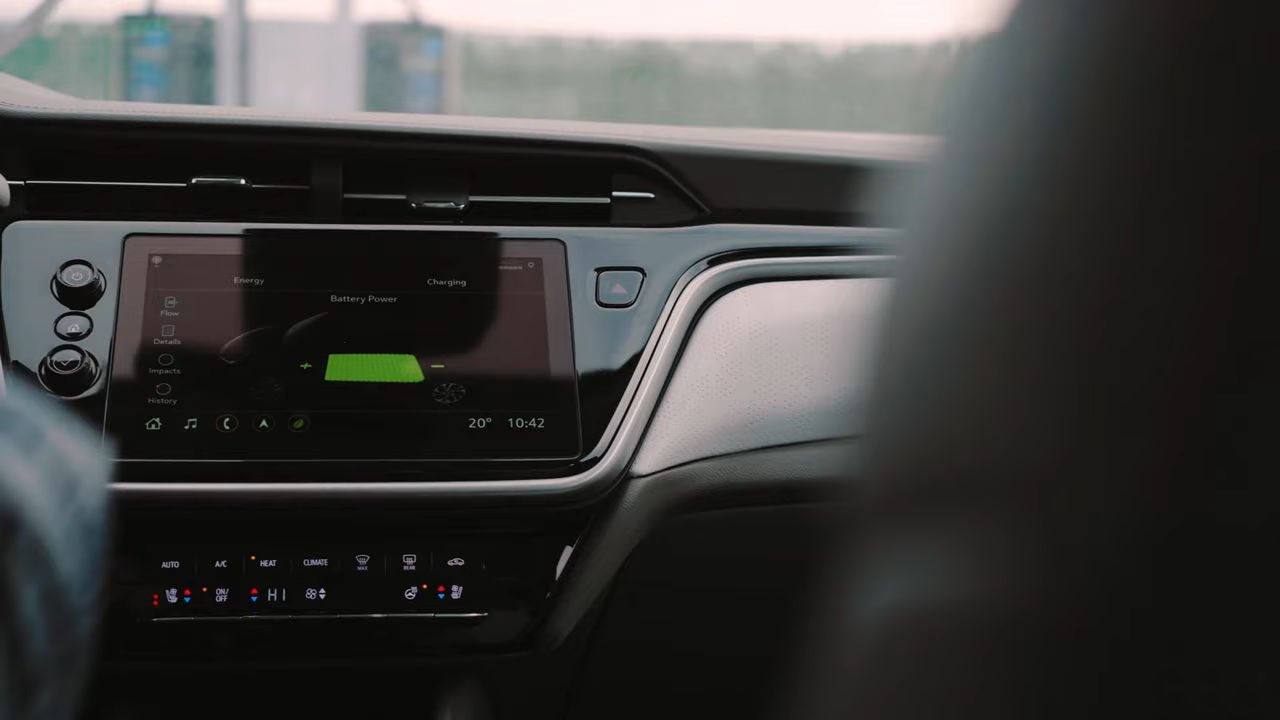 Energy
Charging
Battery Power
Flow
Details
Impacts
History
20° 10:42
AUTO A/C HEAT CLIMATE MAX REAR
ON/
OFF
HI